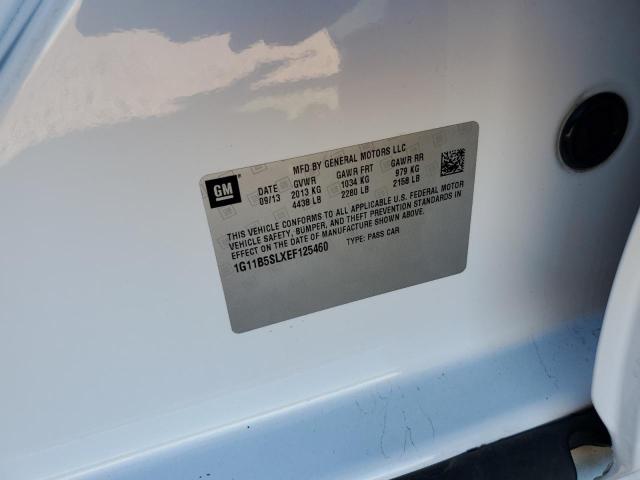 MFD BY GENERAL MOTORS LLC
GM DATE GVWR GAWR FRT GAWR RR
09/13 2013 KG 1034 KG 979 KG
4438 LB 2280 LB 2158 LB
THIS VEHICLE CONFORMS TO ALL APPLICABLE U.S. FEDERAL MOTOR
VEHICLE SAFETY, BUMPER, AND THEFT PREVENTION STANDARDS IN
EFFECT ON THE DATE OF MANUFACTURE SHOWN ABOVE.
1G11B5SLXEF125460 TYPE: PASS CAR